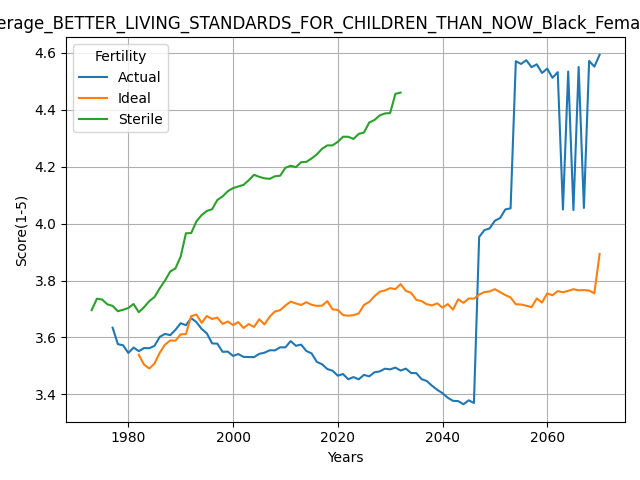 erage_BETTER_LIVING_STANDARDS_FOR_CHILDREN_THAN_NOW_Black_Fema
Fertility
Actual
Ideal
Sterile
Score(1-5)
4.6
4.4
4.2
4.0
3.8
3.6
3.4
1980 2000 2020 2040 2060
Years